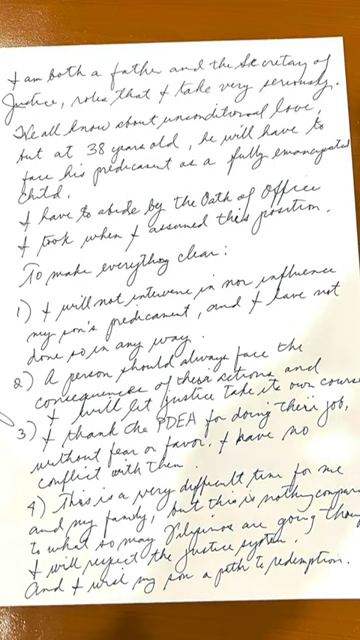 I am both a father and the Secretary of
Justice, roles that I take very seriously.
We all know about unconditional love,
but at 38 years old, he will have to
face his predicament as a fully emancipated
child.
I have to abide by the Oath of Office
I took when I assumed this position.
To make everything clear:
1) I will not intervene in nor influence
my son's predicament, and I have not
done so in any way.
2) A person should always face the
consequences of their actions and
I will let justice take its own course
3) I thank the PDEA for doing their job,
without fear or favor. I have no
conflict with them.
4) This is a very difficult time for me
and my family, but this is nothing compar
to what so may Filipinos are going thoug
I will respect the justice system.
And I wish my son a path to redemption.